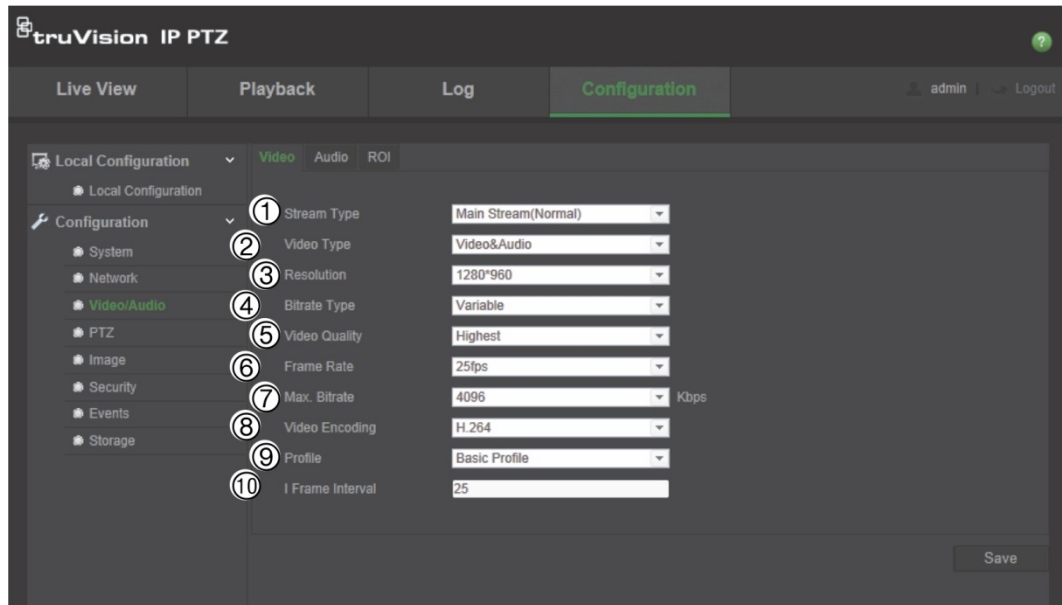 truVision IP PTZ
?
Live View Playback Log Configuration admin | Logout
Local Configuration
Local Configuration
Configuration
System
Network
Video/Audio
PTZ
Image
Security
Events
Storage
Video Audio ROI
① Stream Type Main Stream(Normal)
② Video Type Video&Audio
③ Resolution 1280*960
④ Bitrate Type Variable
⑤ Video Quality Highest
⑥ Frame Rate 25fps
⑦ Max. Bitrate 4096 Kbps
⑧ Video Encoding H.264
⑨ Profile Basic Profile
⑩ I Frame Interval 25
Save